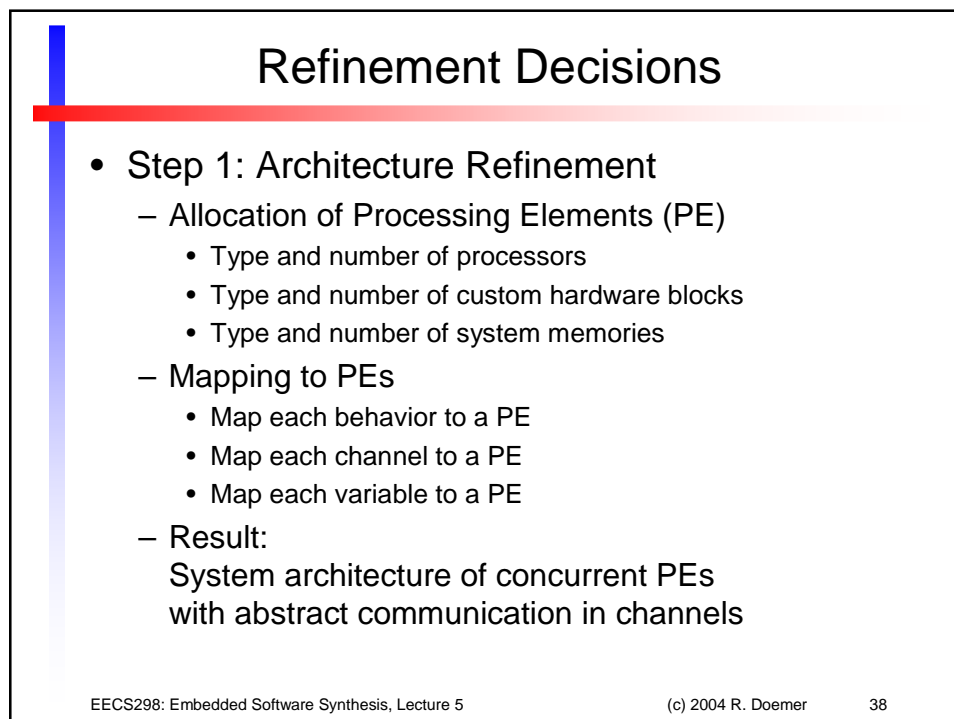 Refinement Decisions
• Step 1: Architecture Refinement
– Allocation of Processing Elements (PE)
• Type and number of processors
• Type and number of custom hardware blocks
• Type and number of system memories
– Mapping to PEs
• Map each behavior to a PE
• Map each channel to a PE
• Map each variable to a PE
– Result:
System architecture of concurrent PEs
with abstract communication in channels
EECS298: Embedded Software Synthesis, Lecture 5 (c) 2004 R. Doemer 38